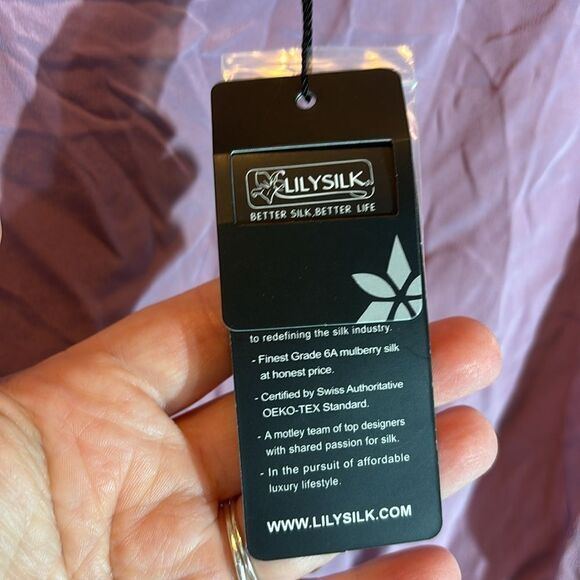 LILYSILK
BETTER SILK, BETTER LIFE
to redefining the silk industry.
- Finest Grade 6A mulberry silk
at honest price.
- Certified by Swiss Authoritative
OEKO-TEX Standard.
- A motley team of top designers
with shared passion for silk.
- In the pursuit of affordable
luxury lifestyle.
WWW.LILYSILK.COM